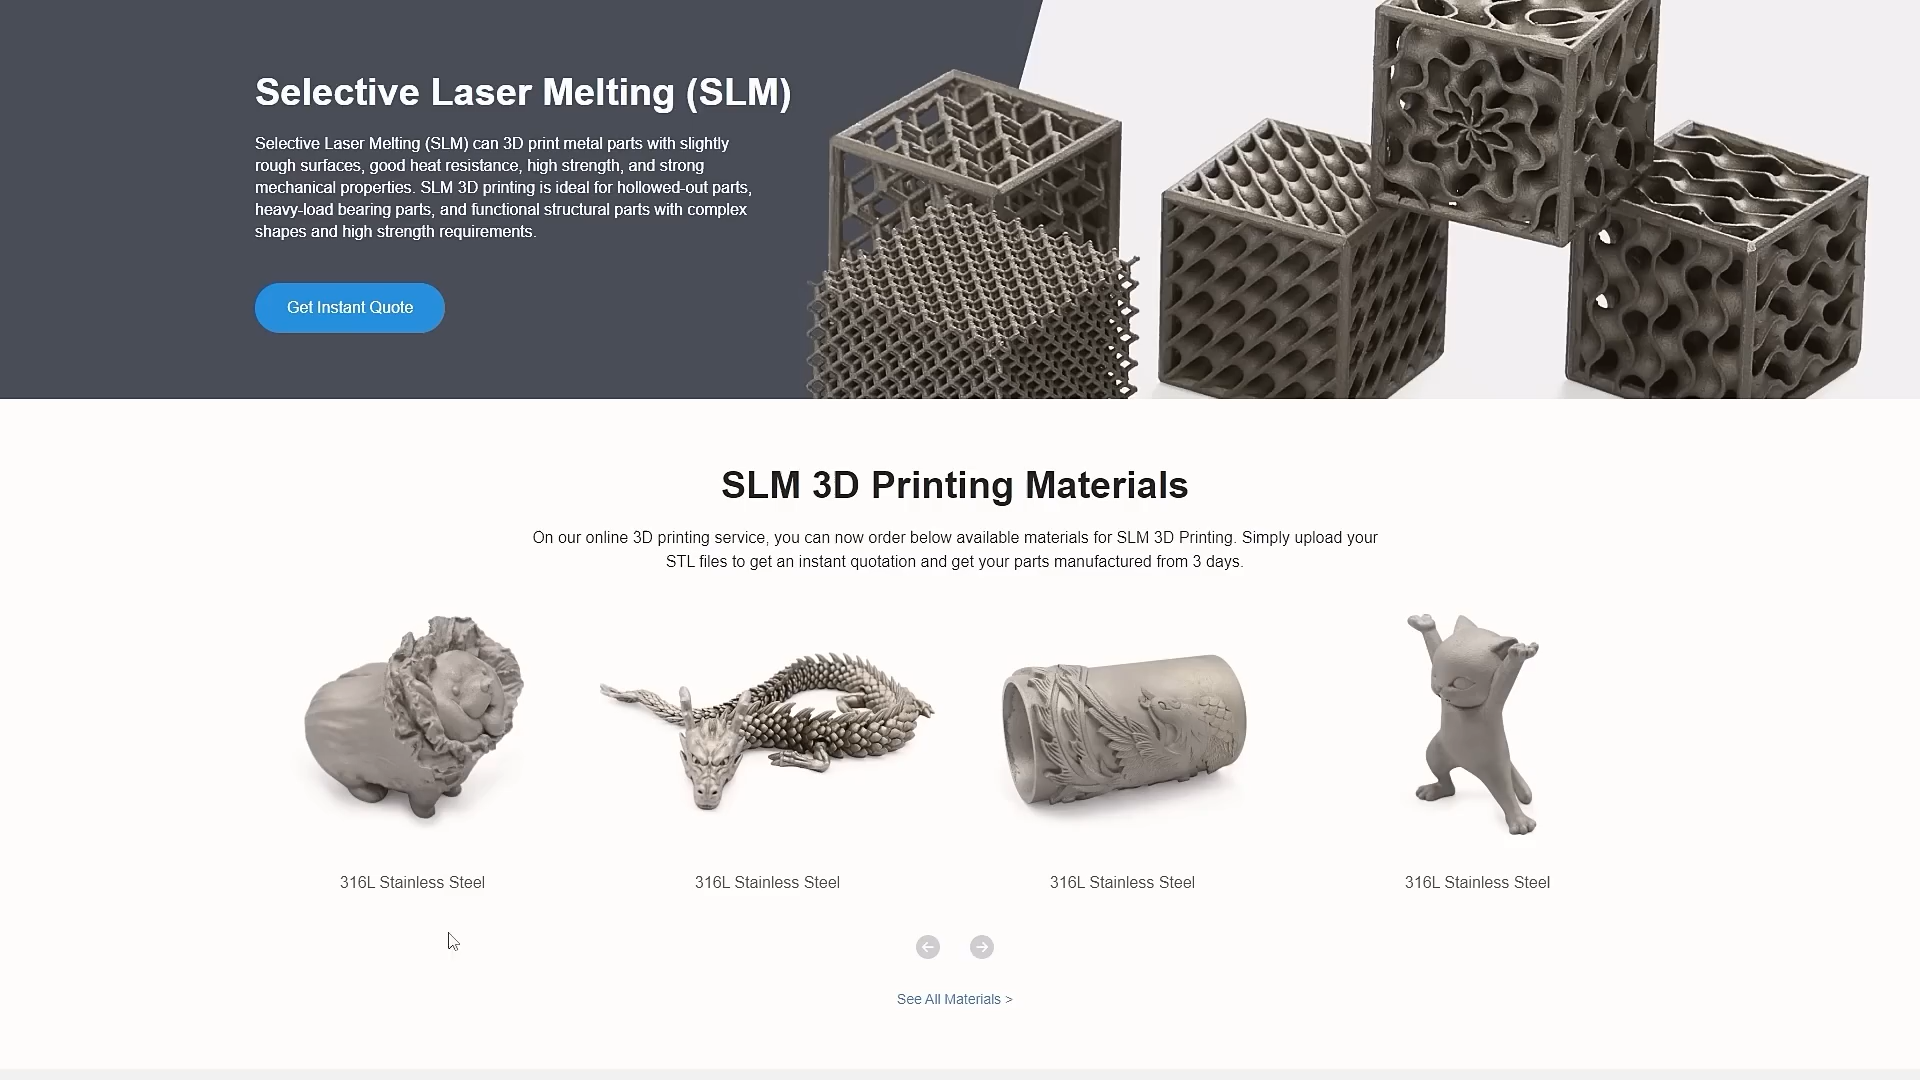 Selective Laser Melting (SLM)
Selective Laser Melting (SLM) can 3D print metal parts with slightly
rough surfaces, good heat resistance, high strength, and strong
mechanical properties. SLM 3D printing is ideal for hollowed-out parts,
heavy-load bearing parts, and functional structural parts with complex
shapes and high strength requirements.
Get Instant Quote
SLM 3D Printing Materials
On our online 3D printing service, you can now order below available materials for SLM 3D Printing. Simply upload your
STL files to get an instant quotation and get your parts manufactured from 3 days.
316L Stainless Steel
316L Stainless Steel
316L Stainless Steel
316L Stainless Steel
See All Materials >